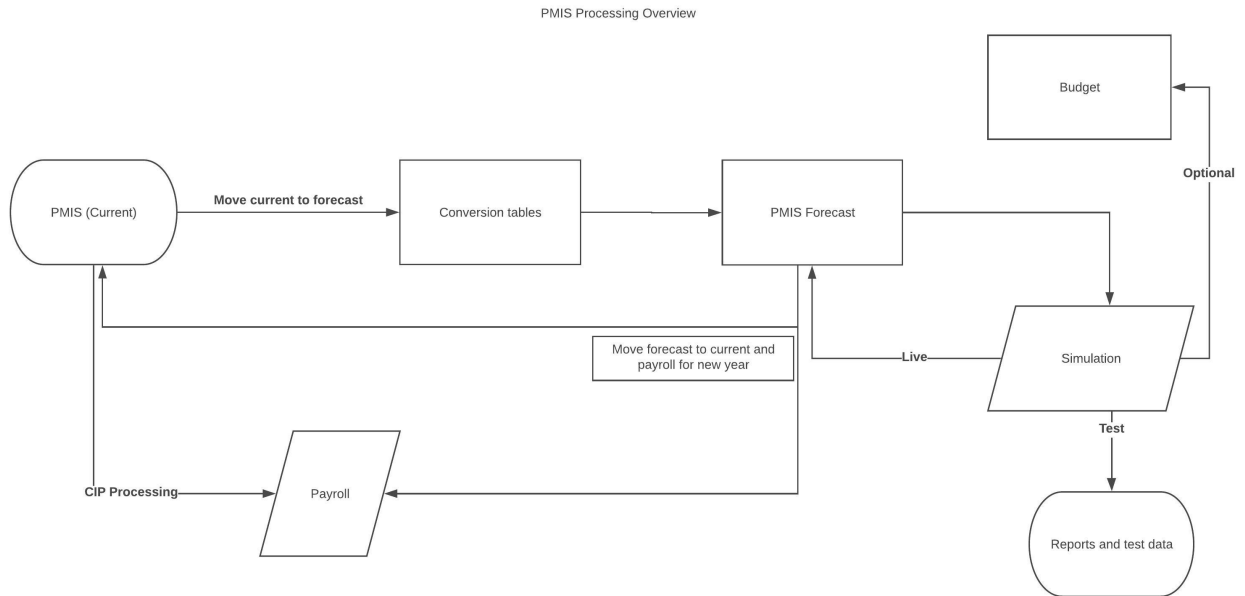 PMIS Processing Overview
Budget
Optional
PMIS (Current)
Move current to forecast
Conversion tables
PMIS Forecast
Move forecast to current and
payroll for new year
Live
Simulation
Test
CIP Processing
Payroll
Reports and test data